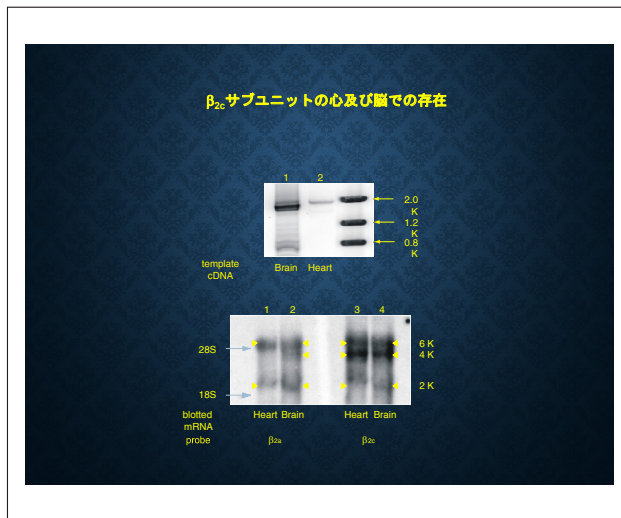 β2cサブユニットの心及び脳での存在
1 2
2.0
K
1.2
K
0.8
K
template
cDNA
Brain Heart
1 2 3 4
28S
6 K
4 K
18S
2 K
blotted
mRNA
Heart Brain Heart Brain
probe β2a β2c